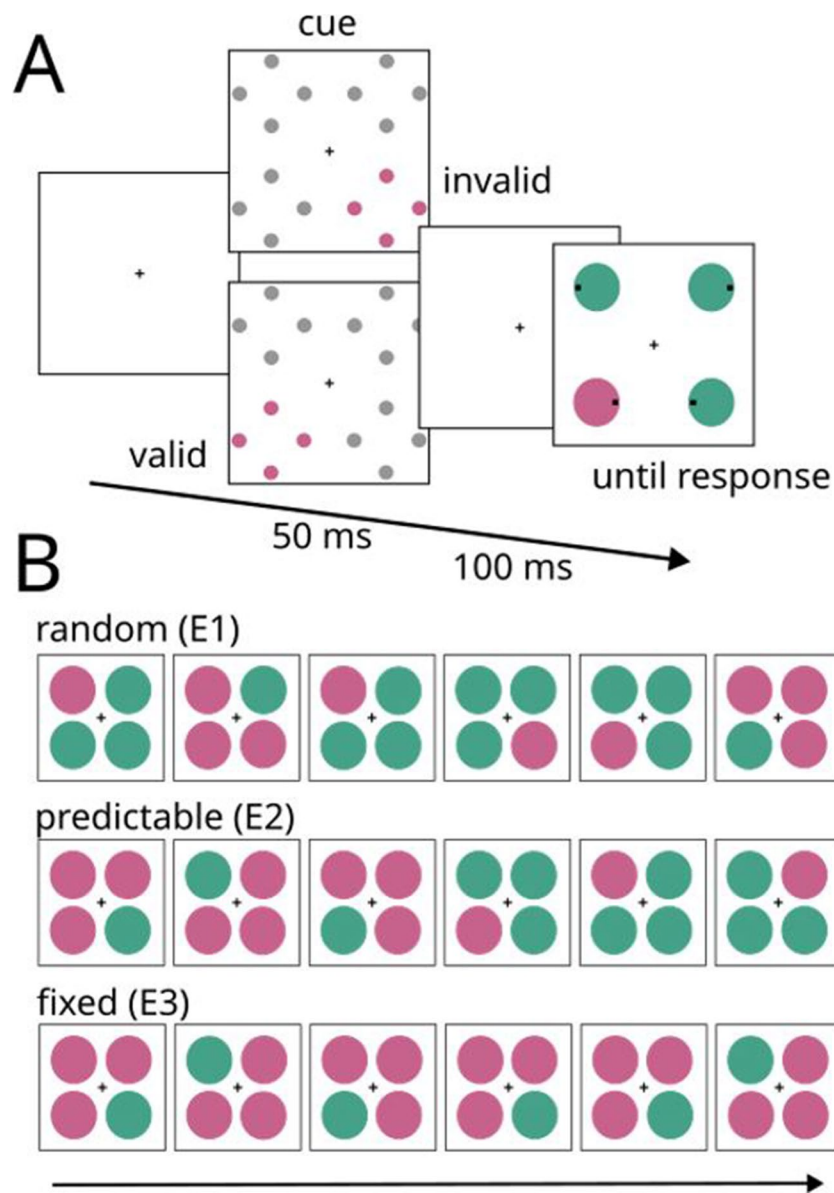 A
cue
invalid
valid
until response
50 ms
100 ms
B
random (E1)
predictable (E2)
fixed (E3)